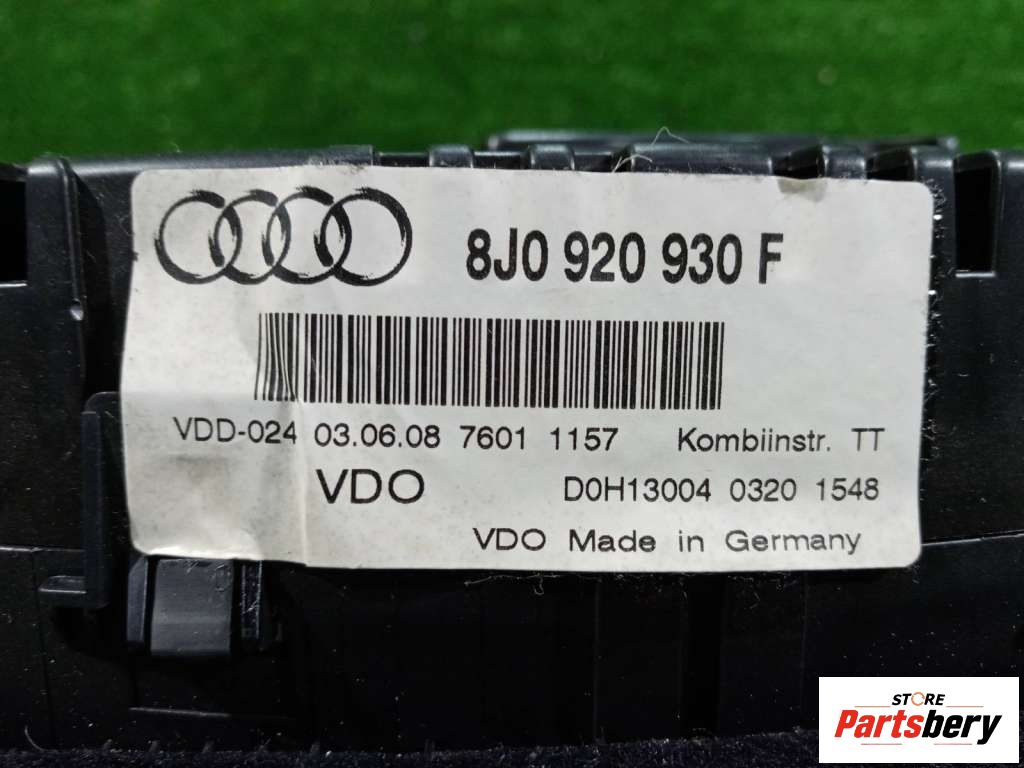 8J0 920 930 F
VDD-024 03.06.08 7601 1157 Kombiinstr. TT
VDO D0H13004 0320 1548
VDO Made in Germany
STORE
Partsbery